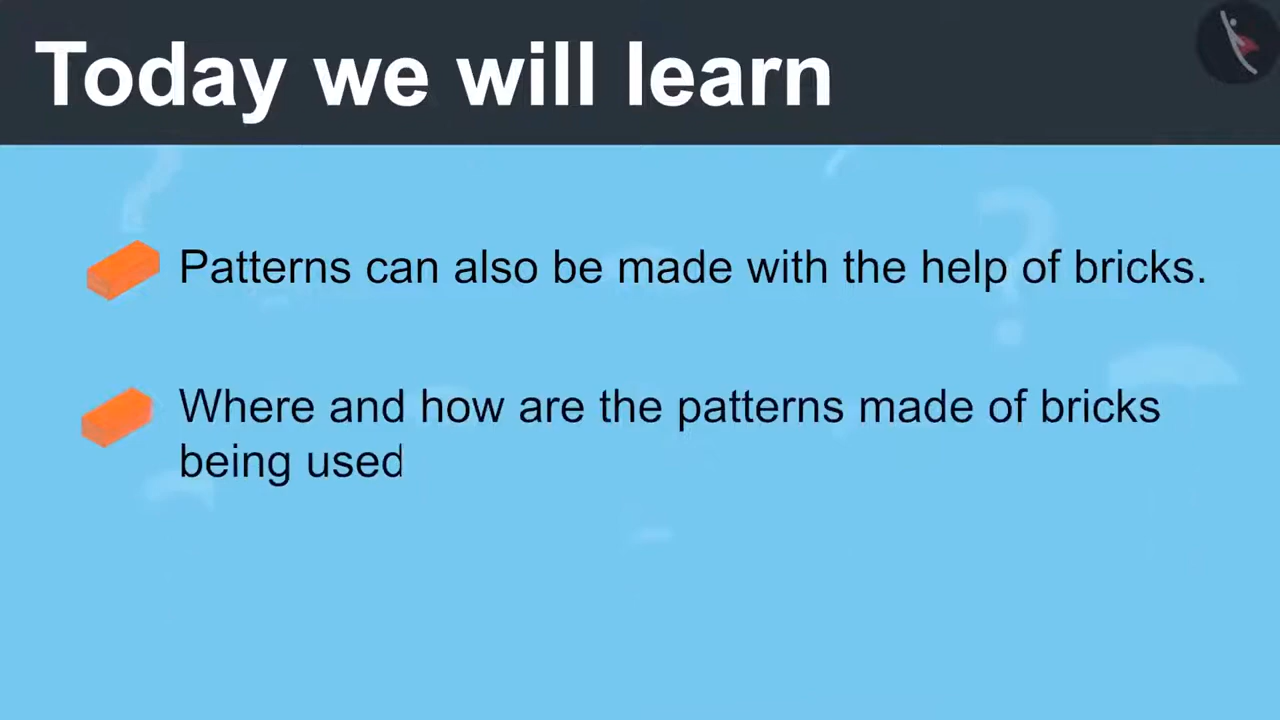 Today we will learn
Patterns can also be made with the help of bricks.
Where and how are the patterns made of bricks
being used